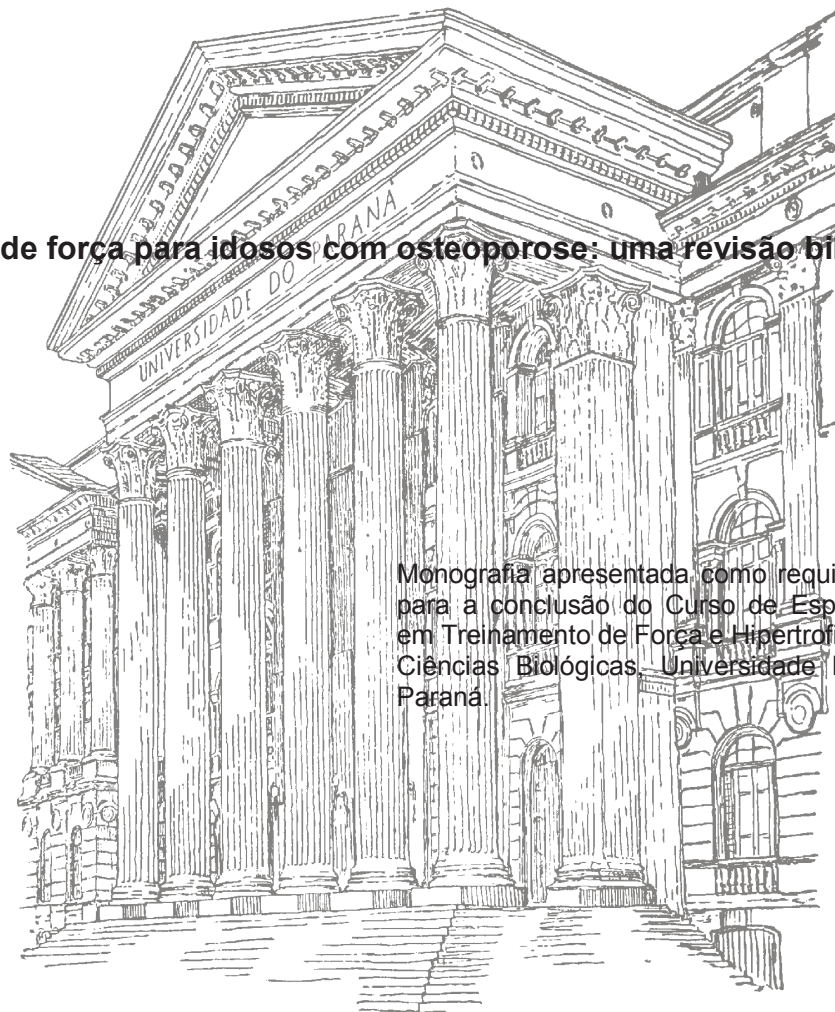 de força para idosos com osteoporose: uma revisão bi
UNIVERSIDADE DO PARANÁ
Monografia apresentada como requi
para a conclusão do Curso de Esp
em Treinamento de Força e Hipertrofi
Ciências Biológicas, Universidade
Paraná.